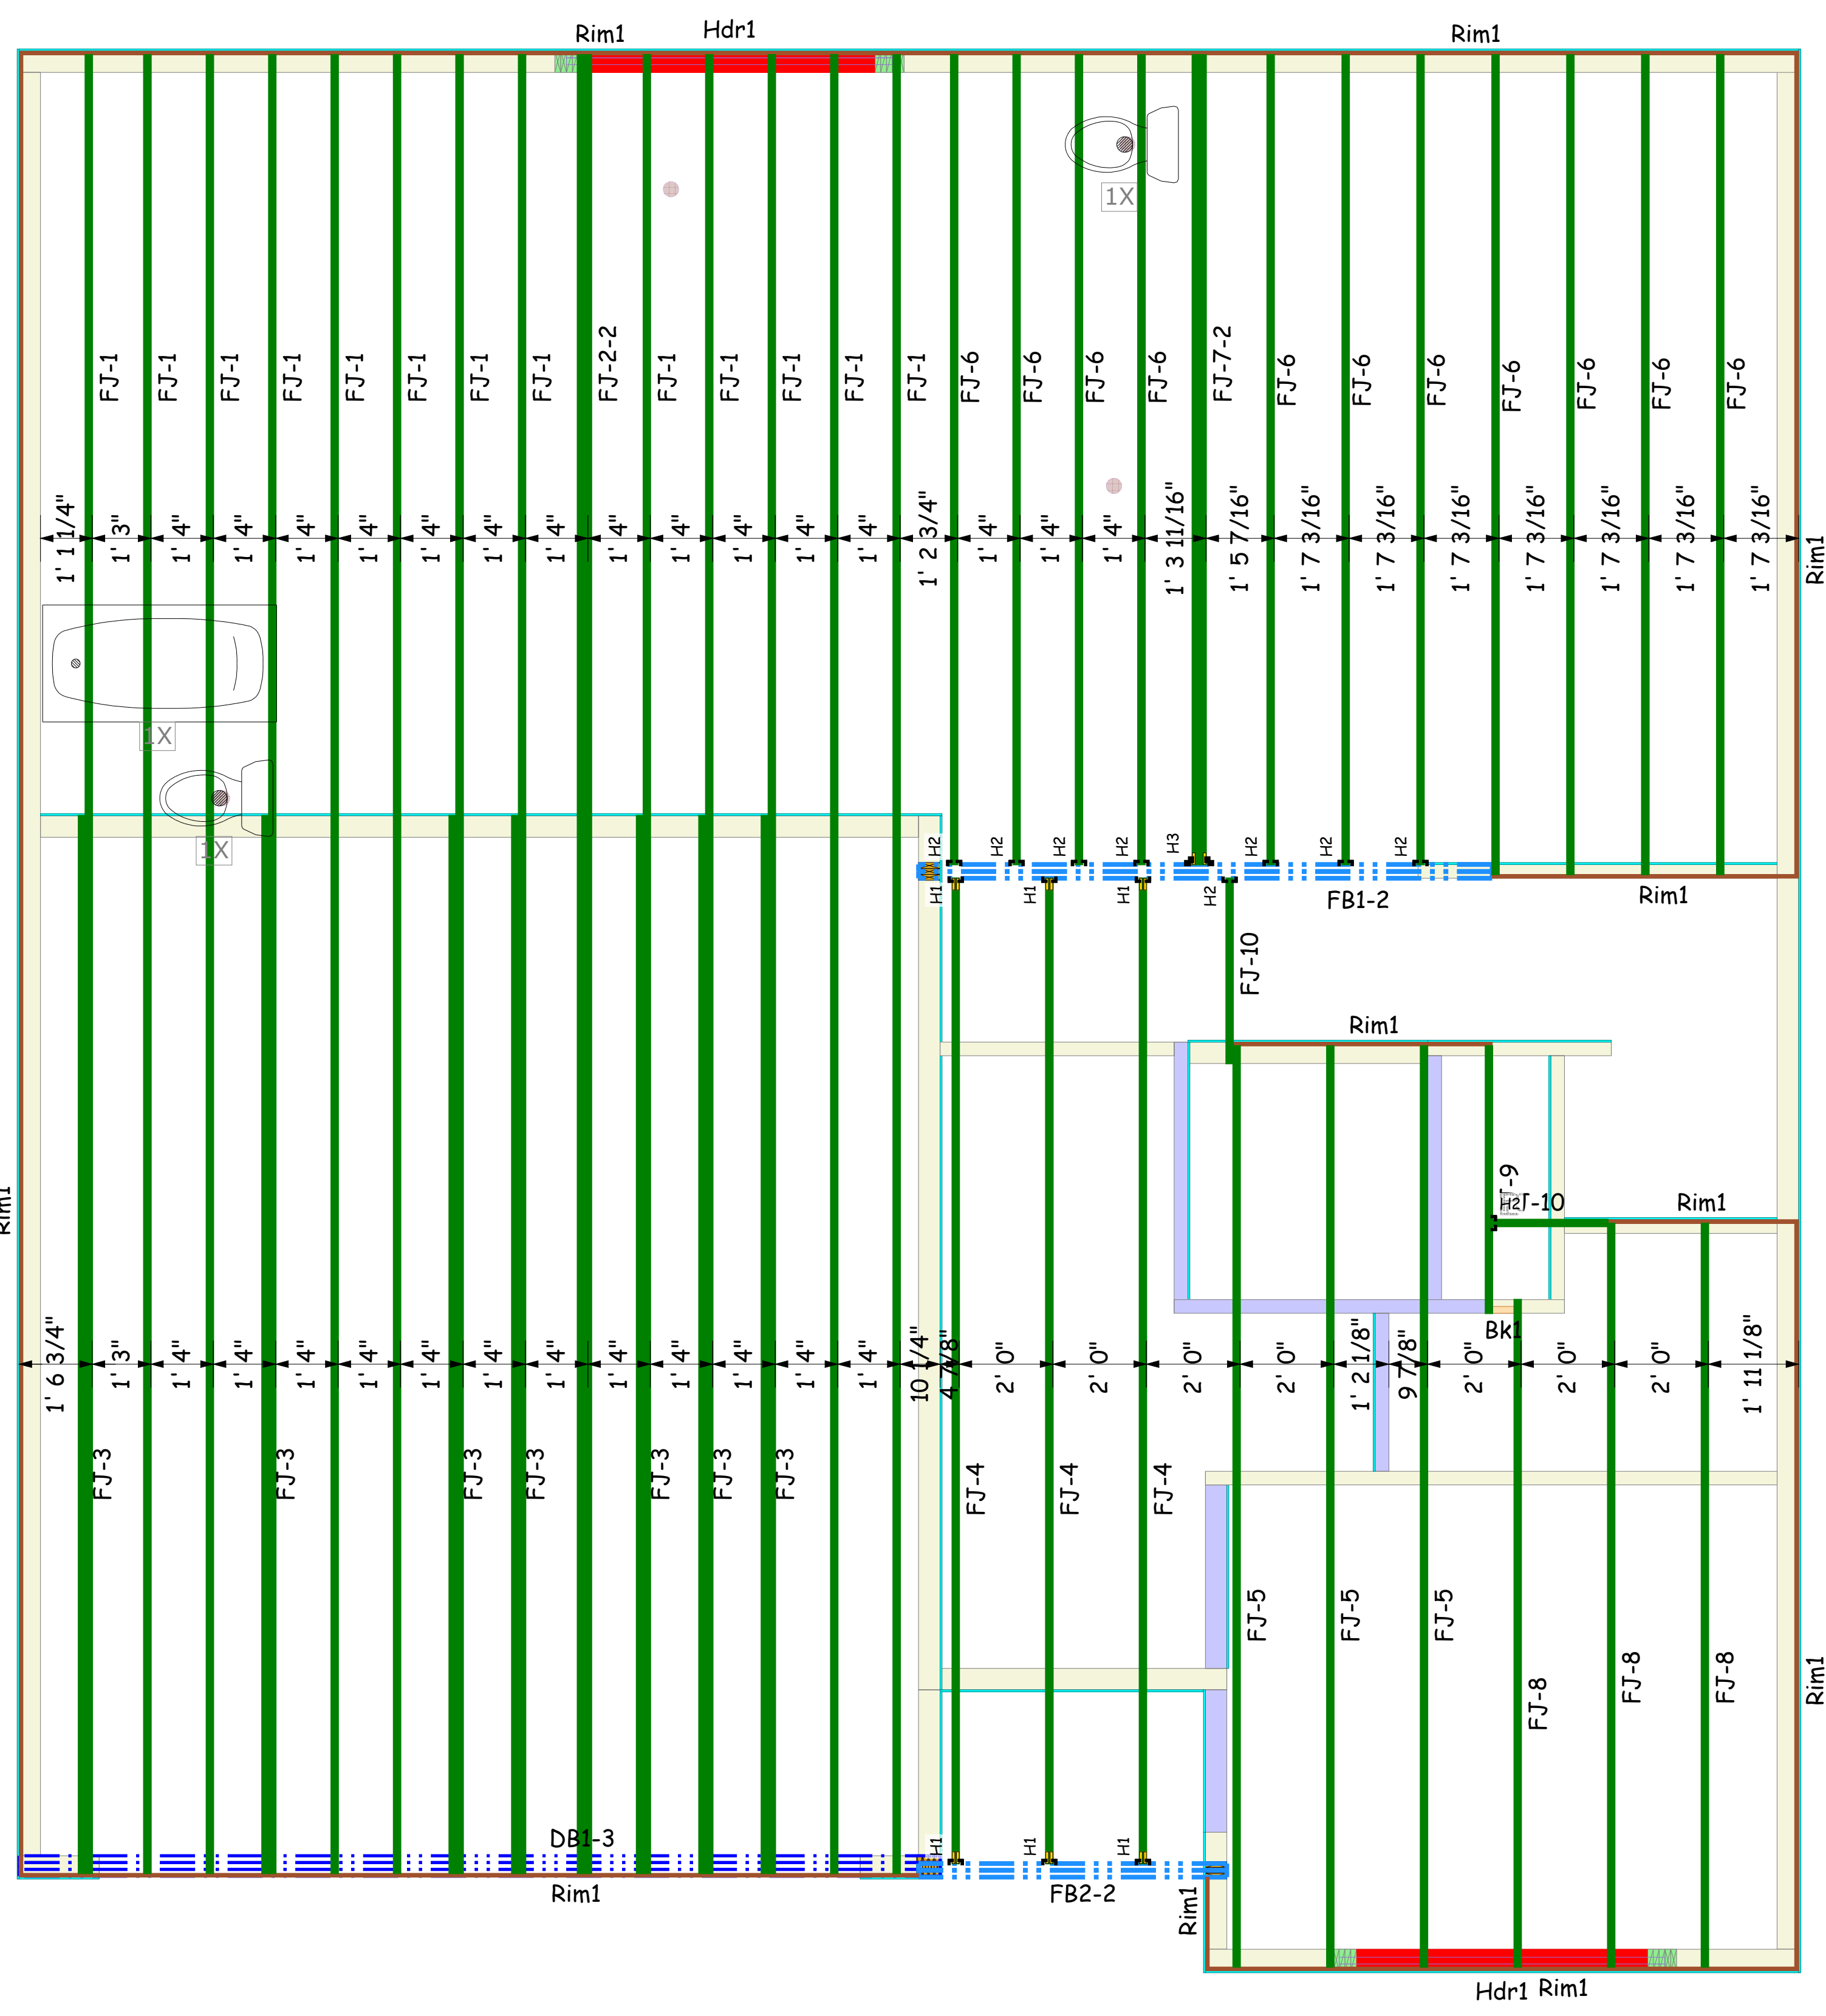 Rim1 Hdr1 Rim1
1X
FJ-1 FJ-1 FJ-1 FJ-1 FJ-1 FJ-1 FJ-1 FJ-1 FJ-2-2 FJ-1 FJ-1 FJ-1 FJ-1 FJ-1 FJ-6 FJ-6 FJ-6 FJ-6 FJ-7-2 FJ-6 FJ-6 FJ-6 FJ-6 FJ-6 FJ-6 FJ-6
1' 1 1/4" 1' 3" 1' 4" 1' 4" 1' 4" 1' 4" 1' 4" 1' 4" 1' 4" 1' 4" 1' 4" 1' 4" 1' 4" 1' 4" 1' 2 3/4" 1' 4" 1' 4" 1' 4" 1' 3 11/16" 1' 5 7/16" 1' 7 3/16" 1' 7 3/16" 1' 7 3/16" 1' 7 3/16" 1' 7 3/16" 1' 7 3/16" 1' 7 3/16" Rim1
1X
1X
H2 H2 H2 H2 H3 H2 H2 H2
H1 H1 H1 H2 FB1-2 Rim1
FJ-10
Rim1
Rim1
H2 T-9 T-10 Rim1
Bk1
1' 6 3/4" 1' 3" 1' 4" 1' 4" 1' 4" 1' 4" 1' 4" 1' 4" 1' 4" 1' 4" 1' 4" 1' 4" 1' 4" 1' 4" 10 1/4" 4 7/8" 2' 0" 2' 0" 2' 0" 2' 0" 1' 2 1/8" 9 7/8" 2' 0" 2' 0" 2' 0" 1' 11 1/8"
FJ-3 FJ-3 FJ-3 FJ-3 FJ-3 FJ-3 FJ-3 FJ-4 FJ-4 FJ-4
FJ-5 FJ-5 FJ-5 FJ-8 FJ-8 FJ-8 Rim1
DB1-3 H1 H1 H1
Rim1 FB2-2 Rim1
Hdr1 Rim1